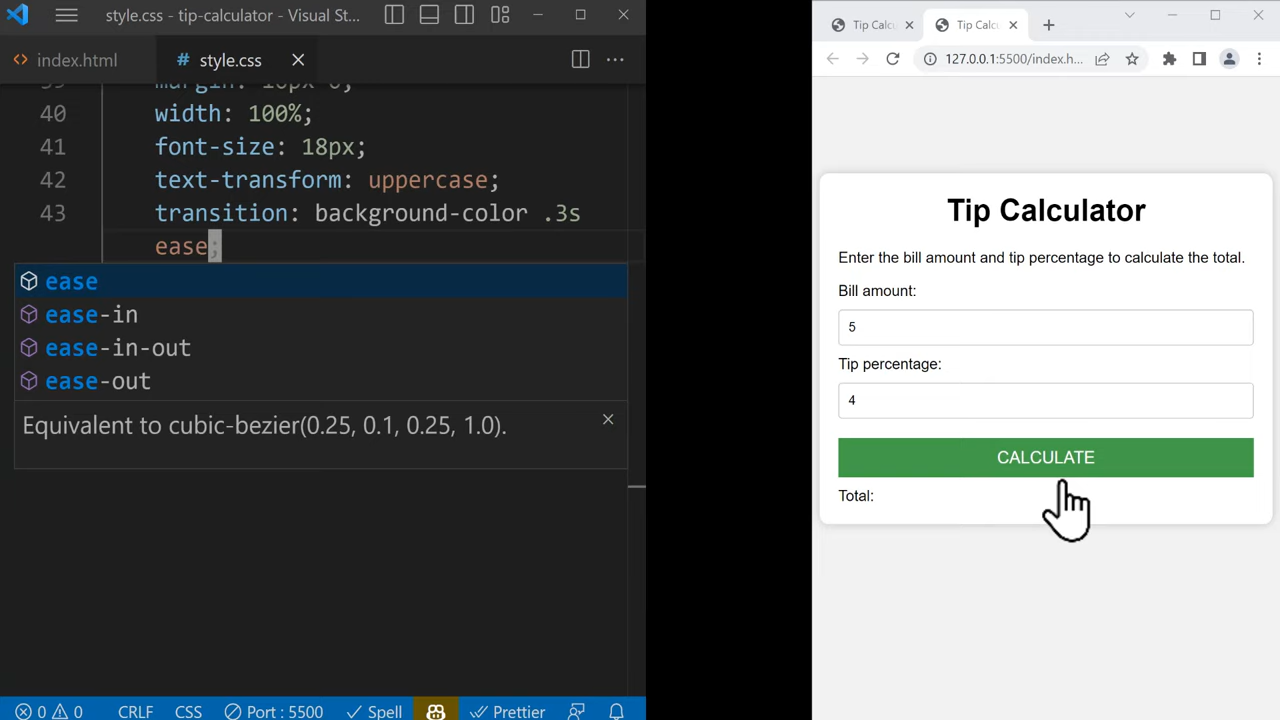 style.css - tip-calculator - Visual St...
index.html
style.css
40 width: 100%;
41 font-size: 18px;
42 text-transform: uppercase;
43 transition: background-color .3s
ease;
ease
ease-in
ease-in-out
ease-out
Equivalent to cubic-bezier(0.25, 0.1, 0.25, 1.0).
0 0 CRLF CSS Port : 5500 Spell Prettier
Tip Calcu
Tip Calcu
127.0.0.1:5500/index.h...
Tip Calculator
Enter the bill amount and tip percentage to calculate the total.
Bill amount:
5
Tip percentage:
4
CALCULATE
Total: